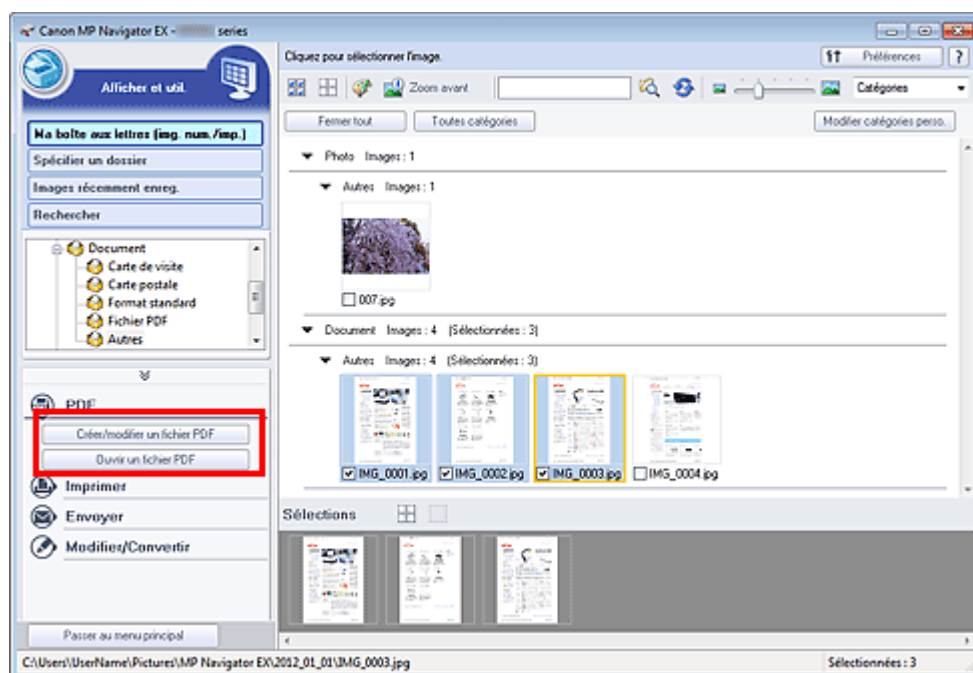 Canon MP Navigator EX - series
Cliquez pour sélectionner l'image.
Préférences
?
Afficher et util.
Zoom avant
Catégories
Fermer tout
Toutes catégories
Modifier catégories perso.
Ma boîte aux lettres (img. num./imp.)
Spécifier un dossier
Images récemment enreg.
Rechercher
Document
Carte de visite
Carte postale
Format standard
Fichier PDF
Autres
PDF
Créer/modifier un fichier PDF
Ouvrir un fichier PDF
Imprimer
Envoyer
Modifier/Convertir
Passer au menu principal
Photo Images : 1
Autres Images : 1
007.jpg
Document Images : 4 (Sélectionnées : 3)
Autres Images : 4 (Sélectionnées : 3)
IMG_0001.jpg IMG_0002.jpg IMG_0003.jpg IMG_0004.jpg
Sélections
C:\Users\UserName\Pictures\MP Navigator EX\2012_01_01\IMG_0003.jpg
Sélectionnées : 3